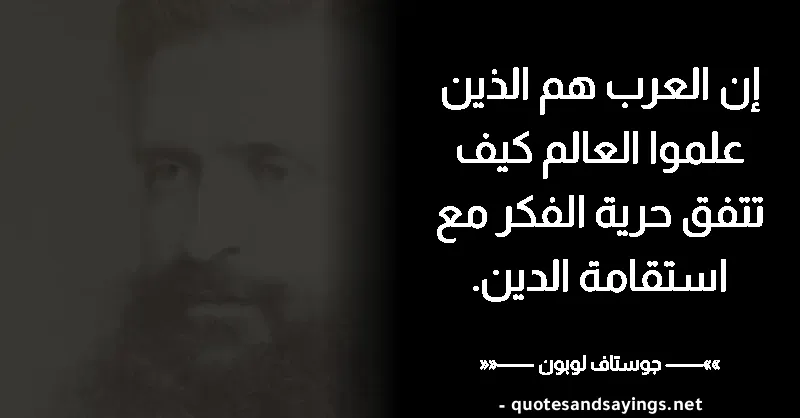 إن العرب هم الذين
علموا العالم كيف
تتفق حرية الفكر مع
استقامة الدين.
»»—— جوستاف لوبون ——««
- quotesandsayings.net